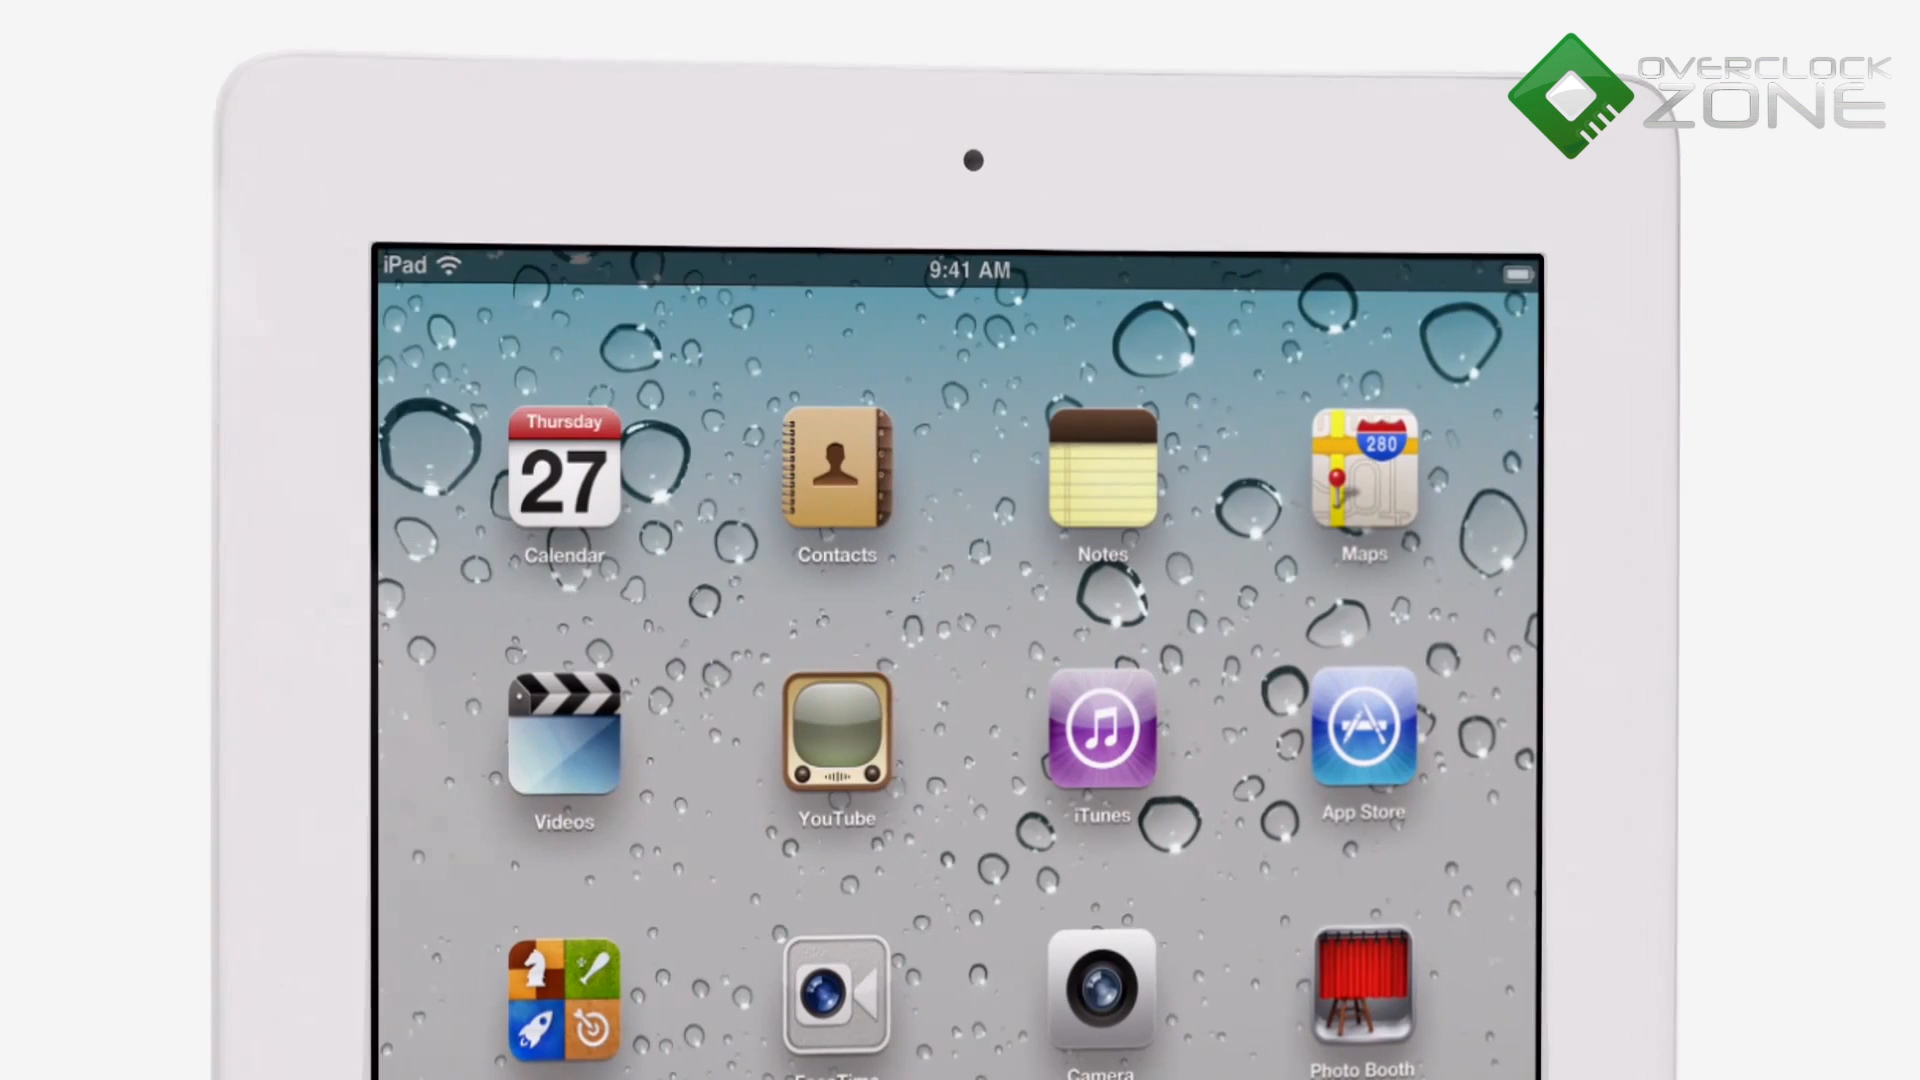 OVERCLOCK
ZONE
iPad
9:41 AM
Thursday
27
280
Calendar
Contacts
Notes
Maps
Videos
YouTube
iTunes
App Store
FaceTime
Camera
Photo Booth